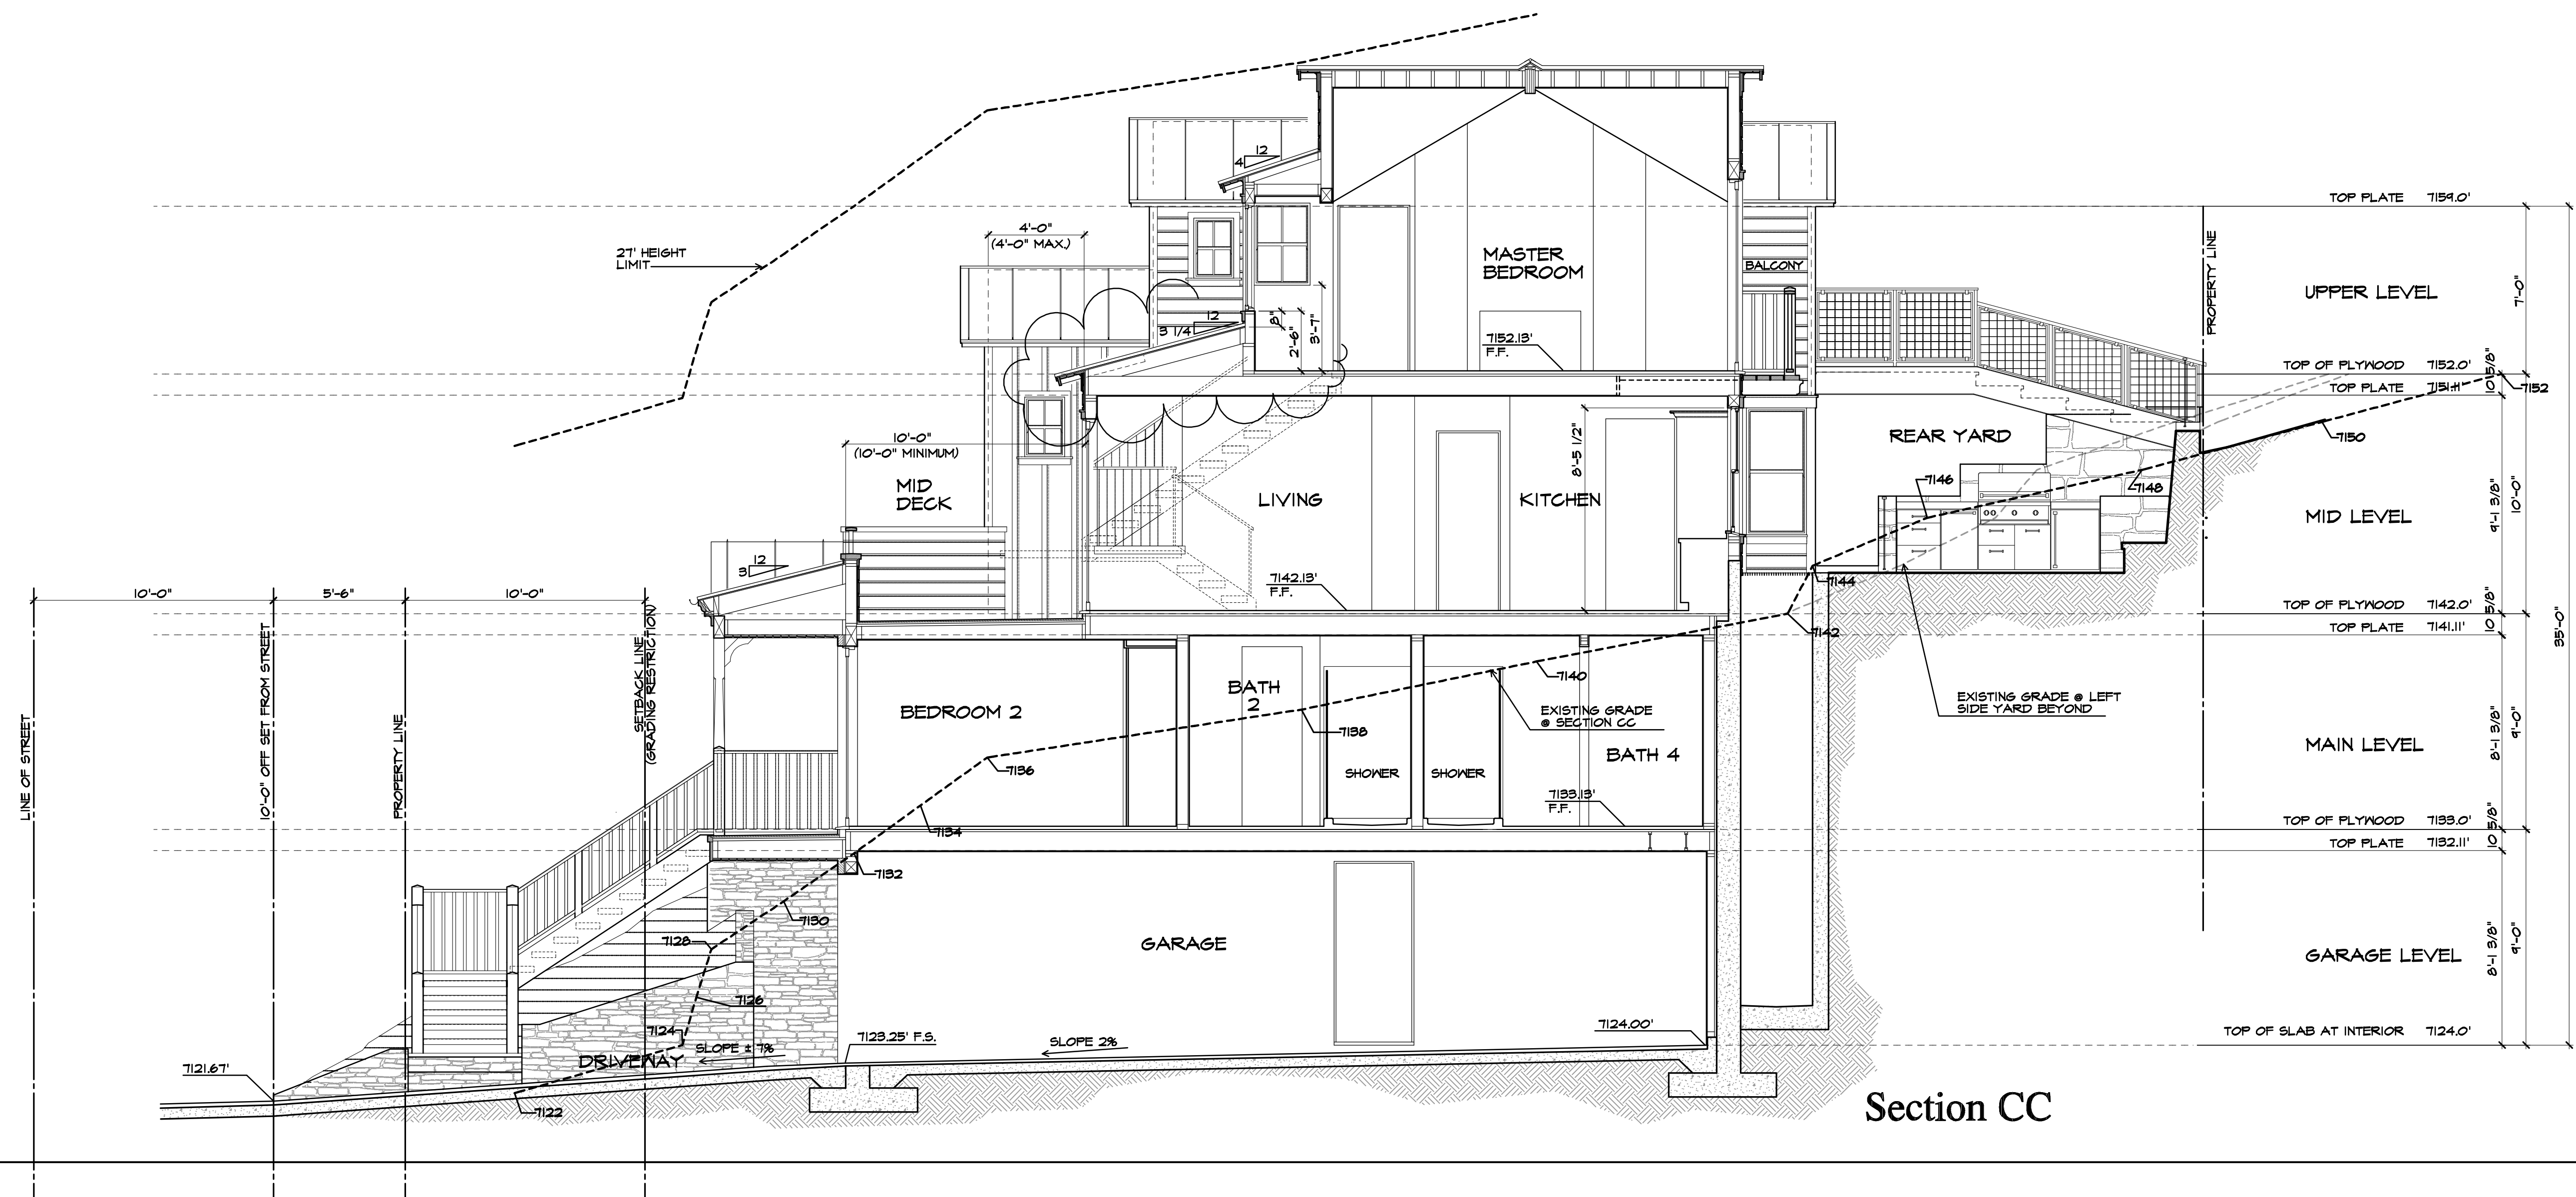 12
4
TOP PLATE 7159.0'
4'-0"
(4'-0" MAX.)
27' HEIGHT
LIMIT
MASTER
BEDROOM
BALCONY
PROPERTY LINE
UPPER LEVEL
7'-0"
12
3 1/4
8"
2'-6"
3'-7"
7152.13'
F.F.
TOP OF PLYWOOD 7152.0'
10 5/8"
TOP PLATE 7151.11'
7152
10'-0"
(10'-0" MINIMUM)
8'-5 1/2"
REAR YARD
7150
MID
DECK
LIVING
KITCHEN
7146
7148
MID LEVEL
9'-1 3/8"
10'-0"
12
3
7142.13'
F.F.
7144
10'-0"
5'-6"
10'-0"
TOP OF PLYWOOD 7142.0'
10 5/8"
TOP PLATE 7141.11'
7142
35'-0"
LINE OF STREET
10'-0" OFF SET FROM STREET
PROPERTY LINE
SETBACK LINE
(GRADING RESTRICTION)
7140
BEDROOM 2
BATH
2
EXISTING GRADE
@ SECTION CC
EXISTING GRADE @ LEFT
SIDE YARD BEYOND
7138
BATH 4
MAIN LEVEL
8'-1 3/8"
9'-0"
7136
SHOWER
SHOWER
7133.13'
F.F.
7134
TOP OF PLYWOOD 7133.0'
10 5/8"
TOP PLATE 7132.11'
7132
7130
7128
GARAGE
GARAGE LEVEL
8'-1 3/8"
9'-0"
7126
7124
7123.25' F.S.
SLOPE 2%
7124.00'
TOP OF SLAB AT INTERIOR 7124.0'
DRIVEWAY
SLOPE ± 7%
7121.67'
7122
Section CC